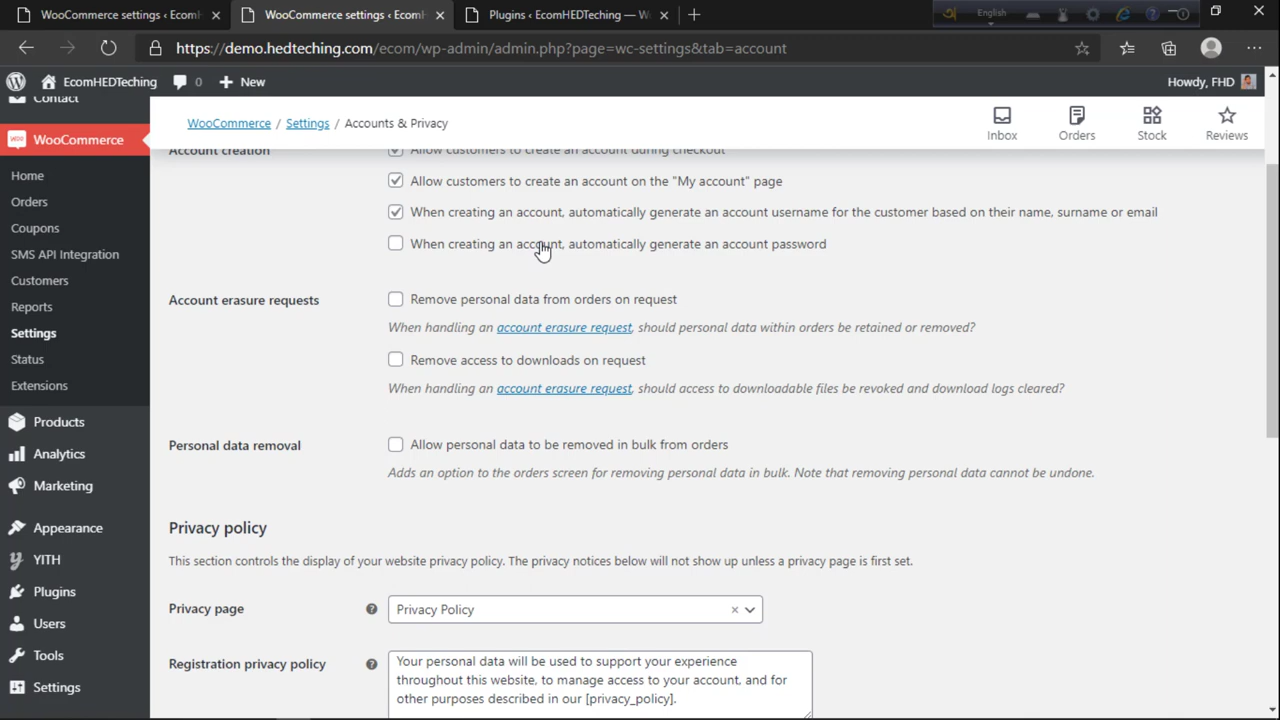 WooCommerce settings ‹ EcomH
WooCommerce settings ‹ EcomH
Plugins ‹ EcomHEDTeching — W
English
https://demo.hedteching.com/ecom/wp-admin/admin.php?page=wc-settings&tab=account
EcomHEDTeching
0
New
Howdy, FHD
Contact
WooCommerce
Home
Orders
Coupons
SMS API Integration
Customers
Reports
Settings
Status
Extensions
Products
Analytics
Marketing
Appearance
YITH
Plugins
Users
Tools
Settings
WooCommerce / Settings / Accounts & Privacy
Inbox
Orders
Stock
Reviews
Account creation
Allow customers to create an account during checkout
Allow customers to create an account on the "My account" page
When creating an account, automatically generate an account username for the customer based on their name, surname or email
When creating an account, automatically generate an account password
Account erasure requests
Remove personal data from orders on request
When handling an account erasure request, should personal data within orders be retained or removed?
Remove access to downloads on request
When handling an account erasure request, should access to downloadable files be revoked and download logs cleared?
Personal data removal
Allow personal data to be removed in bulk from orders
Adds an option to the orders screen for removing personal data in bulk. Note that removing personal data cannot be undone.
Privacy policy
This section controls the display of your website privacy policy. The privacy notices below will not show up unless a privacy page is first set.
Privacy page
Privacy Policy
Registration privacy policy
Your personal data will be used to support your experience
throughout this website, to manage access to your account, and for
other purposes described in our [privacy_policy].